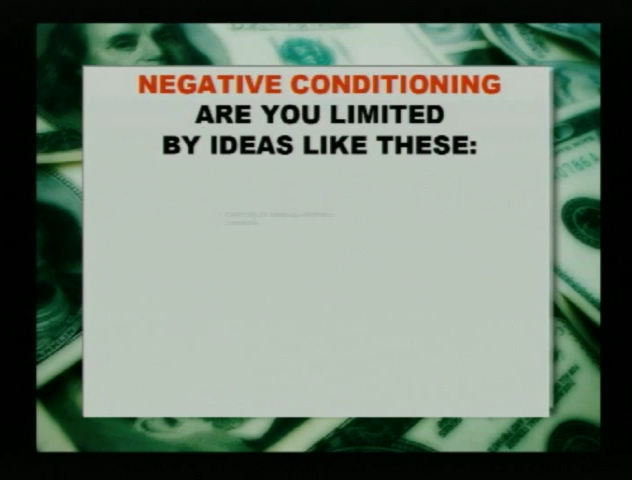 NEGATIVE CONDITIONING
ARE YOU LIMITED
BY IDEAS LIKE THESE: